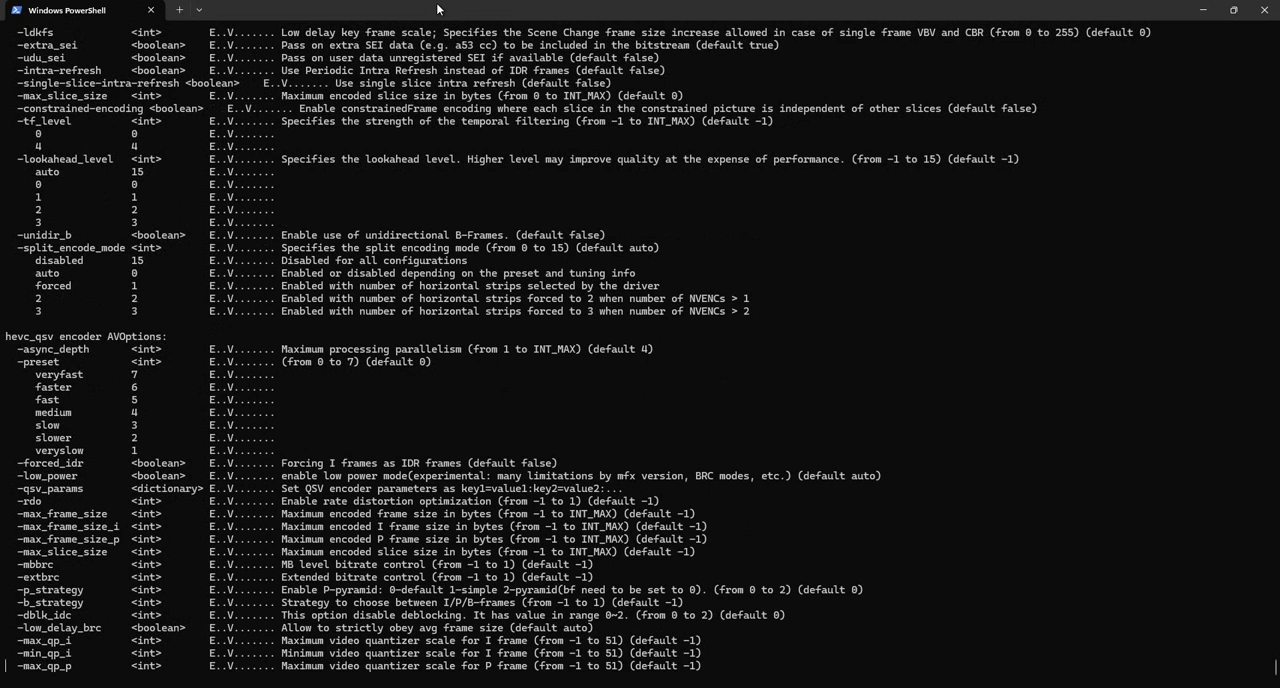 Windows PowerShell
-ldkfs <int> E..V....... Low delay key frame scale; Specifies the Scene Change frame size increase allowed in case of single frame VBV and CBR (from 0 to 255) (default 0)
-extra_sei <boolean> E..V....... Pass on extra SEI data (e.g. a53 cc) to be included in the bitstream (default true)
-udu_sei <boolean> E..V....... Pass on user data unregistered SEI if available (default false)
-intra-refresh <boolean> E..V....... Use Periodic Intra Refresh instead of IDR frames (default false)
-single-slice-intra-refresh <boolean> E..V....... Use single slice intra refresh (default false)
-max_slice_size <int> E..V....... Maximum encoded slice size in bytes (from 0 to INT_MAX) (default 0)
-constrained-encoding <boolean> E..V....... Enable constrainedFrame encoding where each slice in the constrained picture is independent of other slices (default false)
-tf_level <int> E..V....... Specifies the strength of the temporal filtering (from -1 to INT_MAX) (default -1)
0 0 E..V.......
4 4 E..V.......
-lookahead_level <int> E..V....... Specifies the lookahead level. Higher level may improve quality at the expense of performance. (from -1 to 15) (default -1)
auto 15 E..V.......
0 0 E..V.......
1 1 E..V.......
2 2 E..V.......
3 3 E..V.......
-unidir_b <boolean> E..V....... Enable use of unidirectional B-Frames. (default false)
-split_encode_mode <int> E..V....... Specifies the split encoding mode (from 0 to 15) (default auto)
disabled 15 E..V....... Disabled for all configurations
auto 0 E..V....... Enabled or disabled depending on the preset and tuning info
forced 1 E..V....... Enabled with number of horizontal strips selected by the driver
2 2 E..V....... Enabled with number of horizontal strips forced to 2 when number of NVENCs > 1
3 3 E..V....... Enabled with number of horizontal strips forced to 3 when number of NVENCs > 2
hevc_qsv encoder AVOptions:
-async_depth <int> E..V....... Maximum processing parallelism (from 1 to INT_MAX) (default 4)
-preset <int> E..V....... (from 0 to 7) (default 0)
veryfast 7 E..V.......
faster 6 E..V.......
fast 5 E..V.......
medium 4 E..V.......
slow 3 E..V.......
slower 2 E..V.......
veryslow 1 E..V.......
-forced_idr <boolean> E..V....... Forcing I frames as IDR frames (default false)
-low_power <boolean> E..V....... enable low power mode(experimental: many limitations by mfx version, BRC modes, etc.) (default auto)
-qsv_params <dictionary> E..V....... Set QSV encoder parameters as key1=value1:key2=value2:...
-rdo <int> E..V....... Enable rate distortion optimization (from -1 to 1) (default -1)
-max_frame_size <int> E..V....... Maximum encoded frame size in bytes (from -1 to INT_MAX) (default -1)
-max_frame_size_i <int> E..V....... Maximum encoded I frame size in bytes (from -1 to INT_MAX) (default -1)
-max_frame_size_p <int> E..V....... Maximum encoded P frame size in bytes (from -1 to INT_MAX) (default -1)
-max_slice_size <int> E..V....... Maximum encoded slice size in bytes (from -1 to INT_MAX) (default -1)
-mbbrc <int> E..V....... MB level bitrate control (from -1 to 1) (default -1)
-extbrc <int> E..V....... Extended bitrate control (from -1 to 1) (default -1)
-p_strategy <int> E..V....... Enable P-pyramid: 0-default 1-simple 2-pyramid(bf need to be set to 0). (from 0 to 2) (default 0)
-b_strategy <int> E..V....... Strategy to choose between I/P/B-frames (from -1 to 1) (default -1)
-dblk_idc <int> E..V....... This option disable deblocking. It has value in range 0~2. (from 0 to 2) (default 0)
-low_delay_brc <boolean> E..V....... Allow to strictly obey avg frame size (default auto)
-max_qp_i <int> E..V....... Maximum video quantizer scale for I frame (from -1 to 51) (default -1)
-min_qp_i <int> E..V....... Minimum video quantizer scale for I frame (from -1 to 51) (default -1)
-max_qp_p <int> E..V....... Maximum video quantizer scale for P frame (from -1 to 51) (default -1)